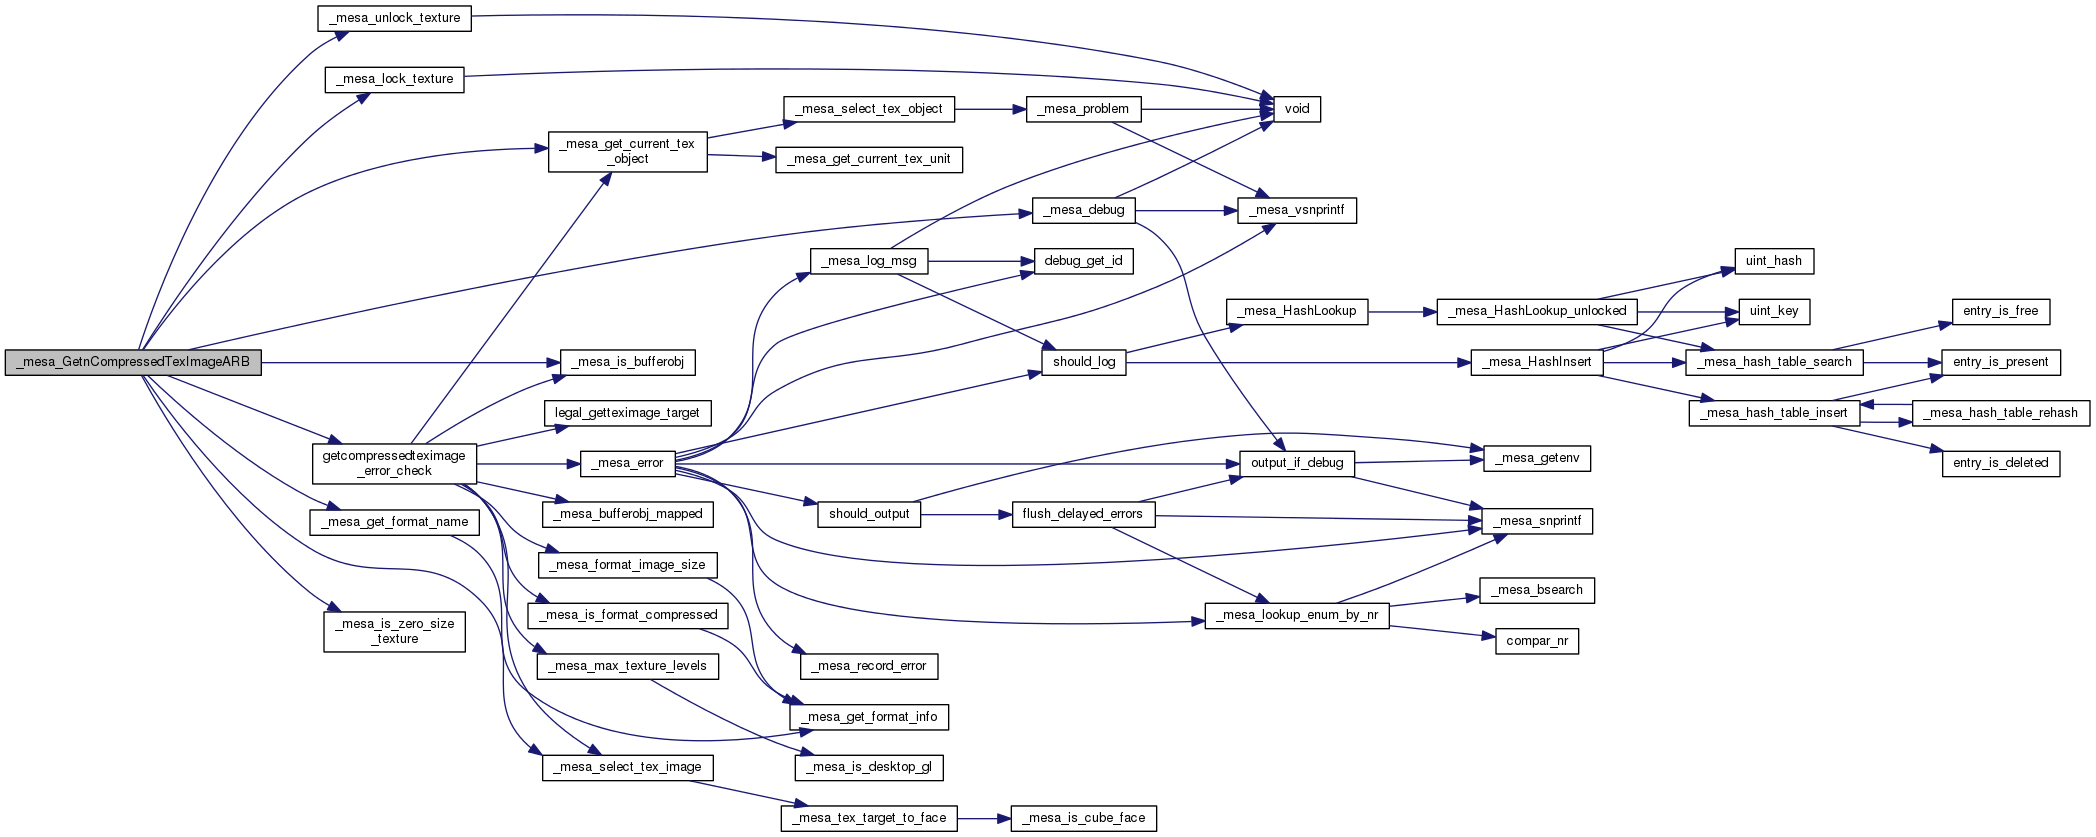 _mesa_GetnCompressedTexImageARB
_mesa_unlock_texture
_mesa_lock_texture
_mesa_get_current_tex
_object
_mesa_select_tex_object
_mesa_get_current_tex_unit
_mesa_problem
void
_mesa_debug
_mesa_vsnprintf
_mesa_log_msg
debug_get_id
should_log
_mesa_is_bufferobj
legal_getteximage_target
getcompressedteximage
_error_check
_mesa_error
_mesa_bufferobj_mapped
_mesa_get_format_name
_mesa_format_image_size
_mesa_is_format_compressed
_mesa_is_zero_size
_texture
_mesa_max_texture_levels
_mesa_select_tex_image
should_output
flush_delayed_errors
output_if_debug
_mesa_getenv
_mesa_snprintf
_mesa_lookup_enum_by_nr
_mesa_bsearch
compar_nr
_mesa_record_error
_mesa_get_format_info
_mesa_is_desktop_gl
_mesa_tex_target_to_face
_mesa_is_cube_face
_mesa_HashLookup
_mesa_HashLookup_unlocked
_mesa_HashInsert
uint_hash
uint_key
_mesa_hash_table_search
_mesa_hash_table_insert
entry_is_free
entry_is_present
_mesa_hash_table_rehash
entry_is_deleted